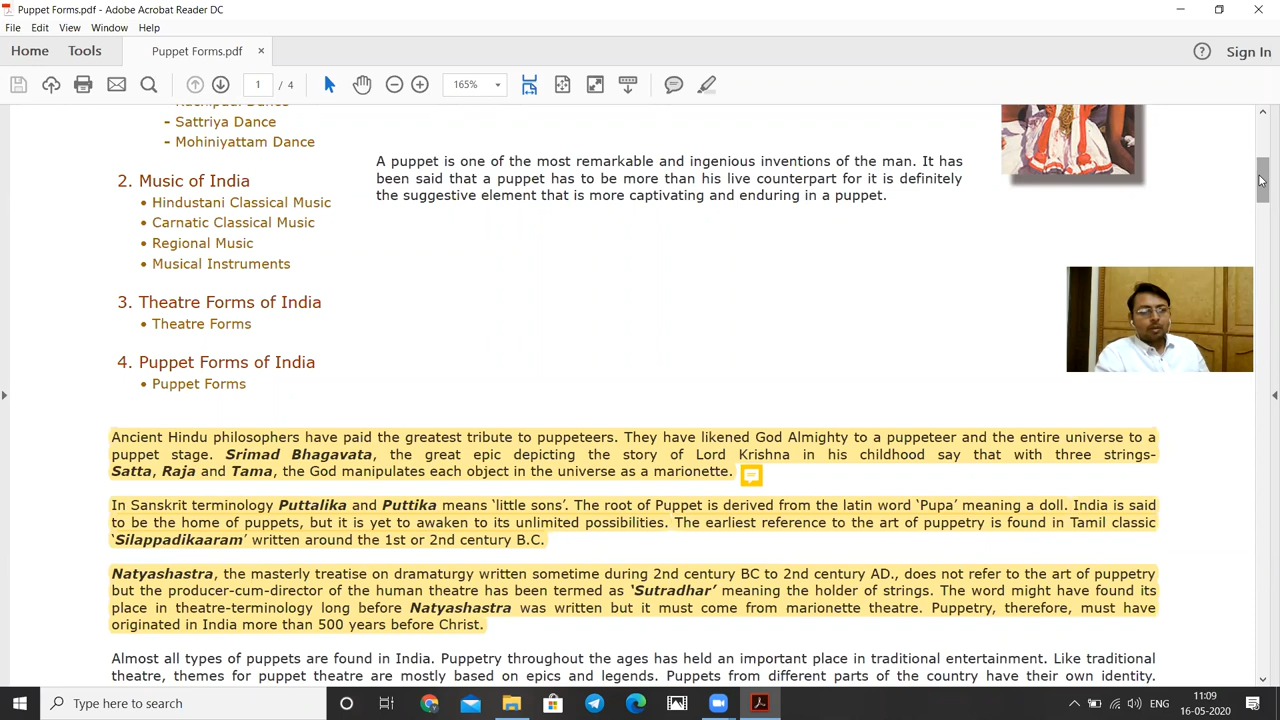 Puppet Forms.pdf - Adobe Acrobat Reader DC
File Edit View Window Help
Home Tools Puppet Forms.pdf × Sign In
1 / 4 165%
Kuchipudi Dance
- Sattriya Dance
- Mohiniyattam Dance
2. Music of India
• Hindustani Classical Music
• Carnatic Classical Music
• Regional Music
• Musical Instruments
3. Theatre Forms of India
• Theatre Forms
4. Puppet Forms of India
• Puppet Forms
A puppet is one of the most remarkable and ingenious inventions of the man. It has
been said that a puppet has to be more than his live counterpart for it is definitely
the suggestive element that is more captivating and enduring in a puppet.
Ancient Hindu philosophers have paid the greatest tribute to puppeteers. They have likened God Almighty to a puppeteer and the entire universe to a
puppet stage. Srimad Bhagavata, the great epic depicting the story of Lord Krishna in his childhood say that with three strings-
Satta, Raja and Tama, the God manipulates each object in the universe as a marionette.
In Sanskrit terminology Puttalika and Puttika means ‘little sons’. The root of Puppet is derived from the latin word ‘Pupa’ meaning a doll. India is said
to be the home of puppets, but it is yet to awaken to its unlimited possibilities. The earliest reference to the art of puppetry is found in Tamil classic
‘Silappadikaaram’ written around the 1st or 2nd century B.C.
Natyashastra, the masterly treatise on dramaturgy written sometime during 2nd century BC to 2nd century AD., does not refer to the art of puppetry
but the producer-cum-director of the human theatre has been termed as ‘Sutradhar’ meaning the holder of strings. The word might have found its
place in theatre-terminology long before Natyashastra was written but it must come from marionette theatre. Puppetry, therefore, must have
originated in India more than 500 years before Christ.
Almost all types of puppets are found in India. Puppetry throughout the ages has held an important place in traditional entertainment. Like traditional
theatre, themes for puppet theatre are mostly based on epics and legends. Puppets from different parts of the country have their own identity.
Type here to search
ENG
11:09
16-05-2020